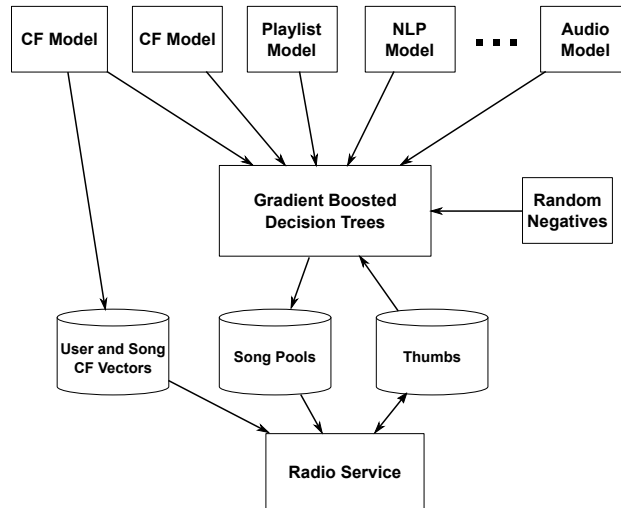 CF Model
CF Model
Playlist
Model
NLP
Model
Audio
Model
Gradient Boosted
Decision Trees
Random
Negatives
User and Song
CF Vectors
Song Pools
Thumbs
Radio Service